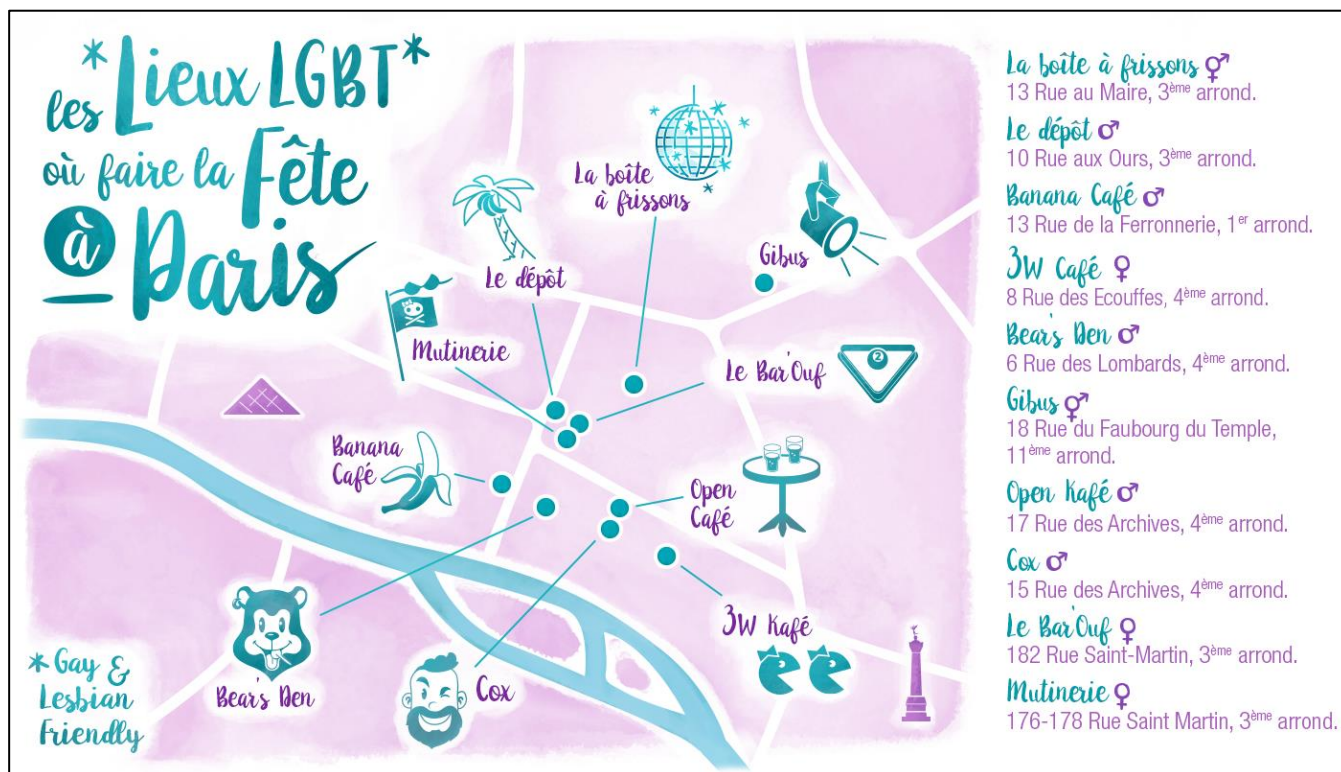 *Lieux LGBT*
les
où faire la Fête
à Paris
La boîte
à frissons
Le dépôt
Gibus
Mutinerie
Le Bar'Ouf
2
Banana
Café
Open
Café
3W Kafé
Bear's Den
Cox
*Gay &
Lesbian
Friendly
La boîte à frissons ⚥
13 Rue au Maire, 3ème arrond.
Le dépôt ♂
10 Rue aux Ours, 3ème arrond.
Banana Café ♂
13 Rue de la Ferronnerie, 1er arrond.
3W Café ♀
8 Rue des Ecouffes, 4ème arrond.
Bear's Den ♂
6 Rue des Lombards, 4ème arrond.
Gibus ⚥
18 Rue du Faubourg du Temple,
11ème arrond.
Open Kafé ♂
17 Rue des Archives, 4ème arrond.
Cox ♂
15 Rue des Archives, 4ème arrond.
Le Bar'Ouf ♀
182 Rue Saint-Martin, 3ème arrond.
Mutinerie ♀
176-178 Rue Saint Martin, 3ème arrond.